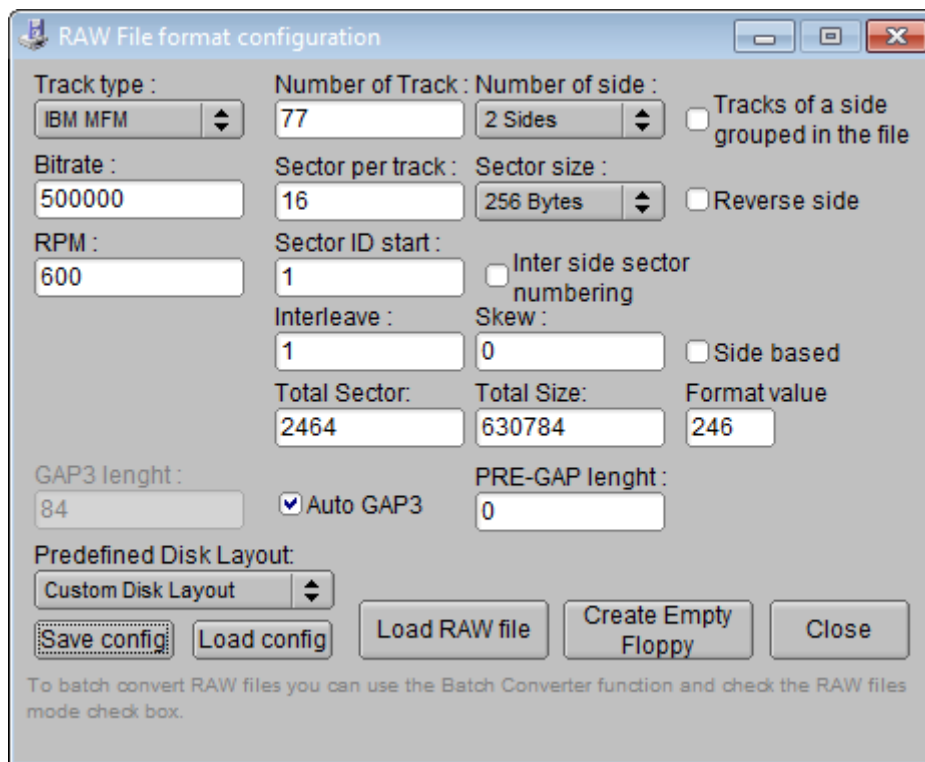 RAW File format configuration
Track type :
Number of Track :
Number of side :
IBM MFM
77
2 Sides
Tracks of a side
grouped in the file
Bitrate :
Sector per track :
Sector size :
500000
16
256 Bytes
Reverse side
RPM :
Sector ID start :
600
1
Inter side sector
numbering
Interleave :
Skew :
1
0
Side based
Total Sector:
Total Size:
Format value
2464
630784
246
GAP3 lenght :
PRE-GAP lenght :
84
Auto GAP3
0
Predefined Disk Layout:
Custom Disk Layout
Save config
Load config
Load RAW file
Create Empty
Floppy
Close
To batch convert RAW files you can use the Batch Converter function and check the RAW files
mode check box.